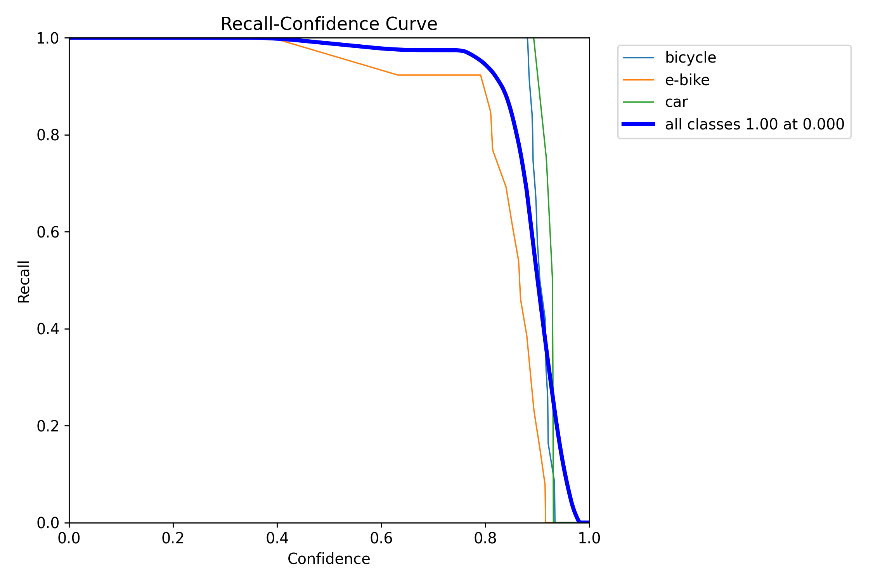 Recall-Confidence Curve
1.0
0.8
0.6
0.4
0.2
0.0
Recall
0.0 0.2 0.4 0.6 0.8 1.0
Confidence
bicycle
e-bike
car
all classes 1.00 at 0.000